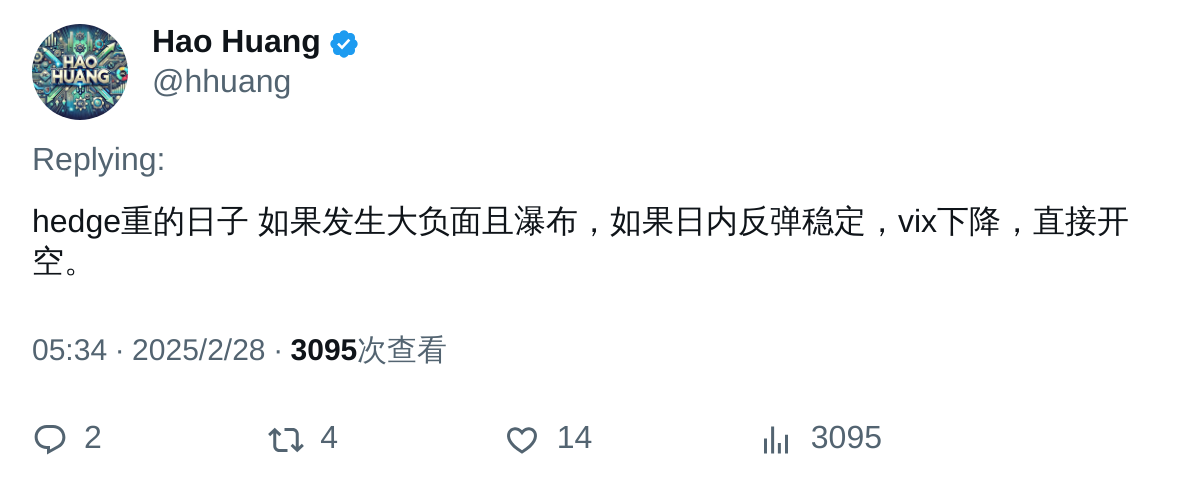 HAO
HUANG
Hao Huang
@hhuang
Replying:
hedge重的日子 如果发生大负面且瀑布，如果日内反弹稳定，vix下降，直接开
空。
05:34 · 2025/2/28 · 3095次查看
2 4 14 3095